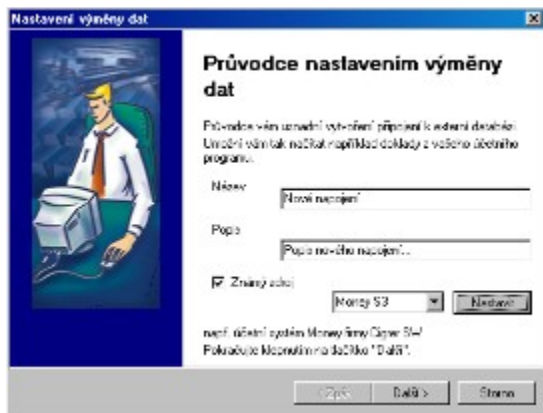 Nastavení výměny dat
Průvodce nastavením výměny
dat
Průvodce vám usnadní vytvoření připojení k externí databázi.
Umožní vám tak načítat například doklady z vašeho účetního
programu.
Název
Nové napojení
Popis
Popis nového napojení...
Známý zdroj
Money S3
Nastavit
např. účetní systém Money firmy Cigler SW
Pokračujte klepnutím na tlačítko "Další".
< Zpět
Další >
Storno